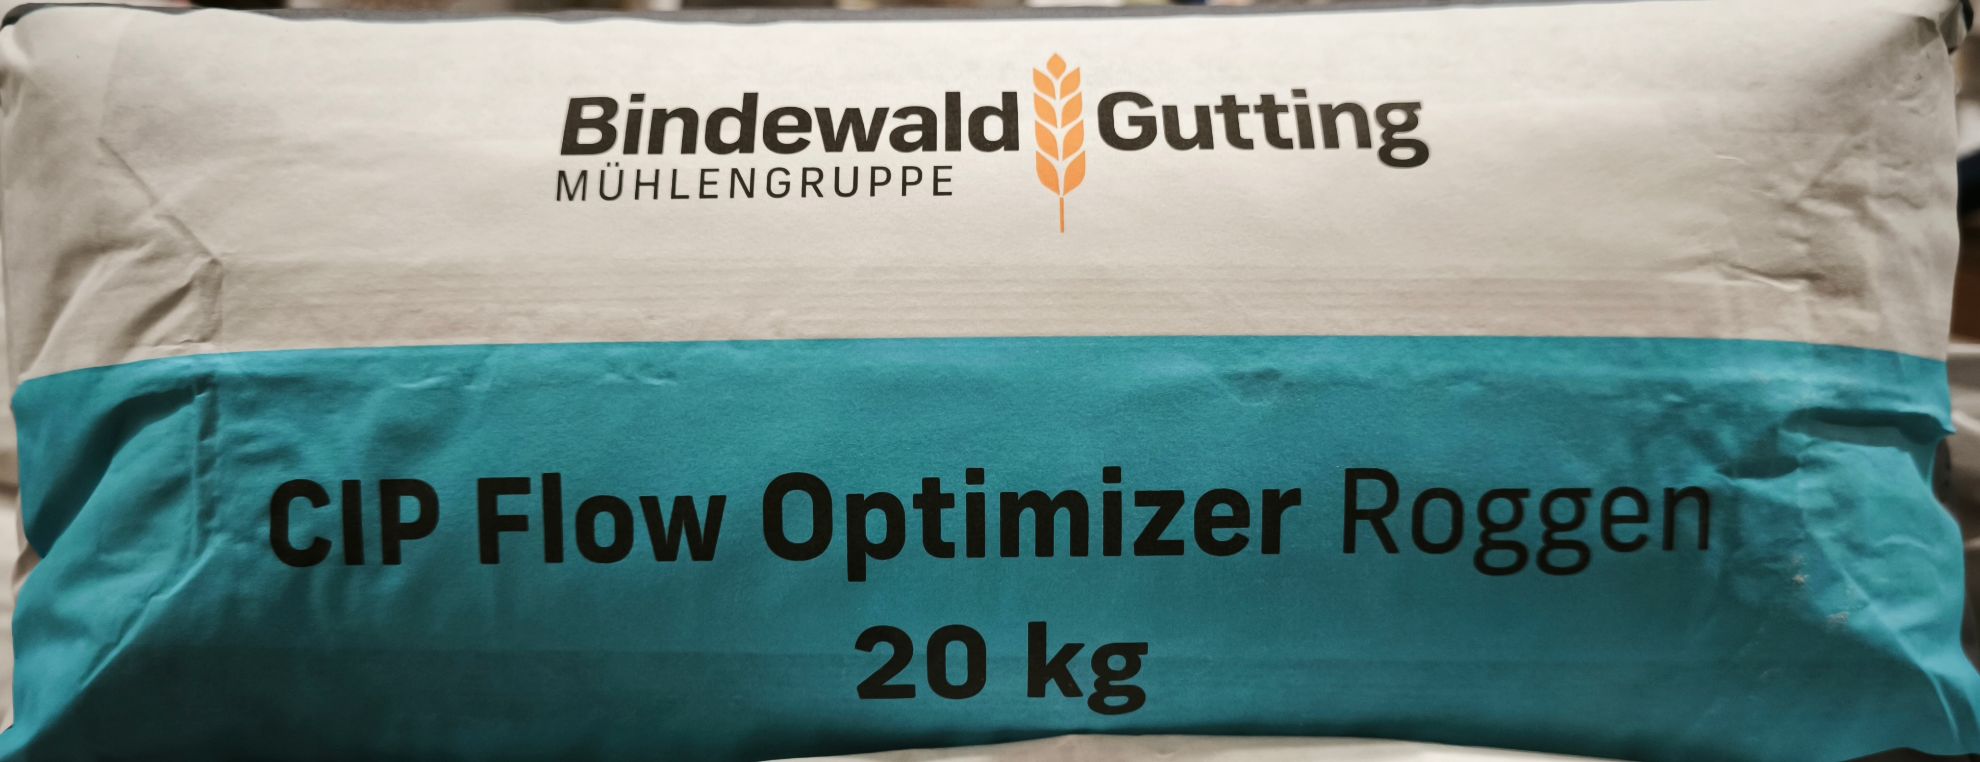 Bindewald Gutting
MÜHLENGRUPPE
CIP Flow Optimizer Roggen
20 kg